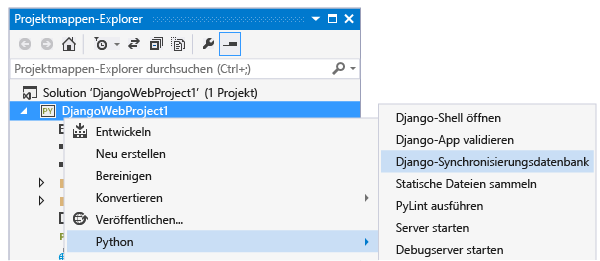 Projektmappen-Explorer
Projektmappen-Explorer durchsuchen (Ctrl+;)
Solution 'DjangoWebProject1' (1 Projekt)
PY DjangoWebProject1
Entwickeln
Neu erstellen
Bereinigen
Konvertieren
Veröffentlichen...
Python
Django-Shell öffnen
Django-App validieren
Django-Synchronisierungsdatenbank
Statische Dateien sammeln
PyLint ausführen
Server starten
Debugserver starten